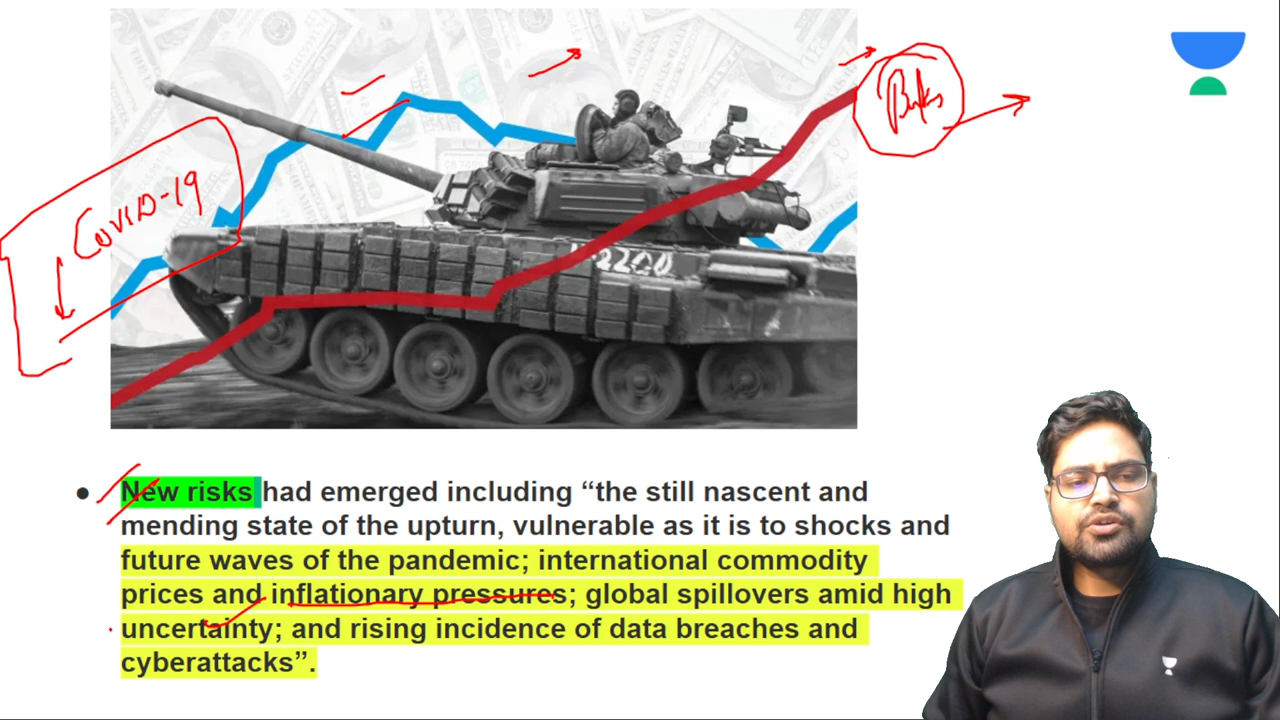 COVID-19
New risks had emerged including “the still nascent and
mending state of the upturn, vulnerable as it is to shocks and
future waves of the pandemic; international commodity
prices and inflationary pressures; global spillovers amid high
uncertainty; and rising incidence of data breaches and
cyberattacks”.